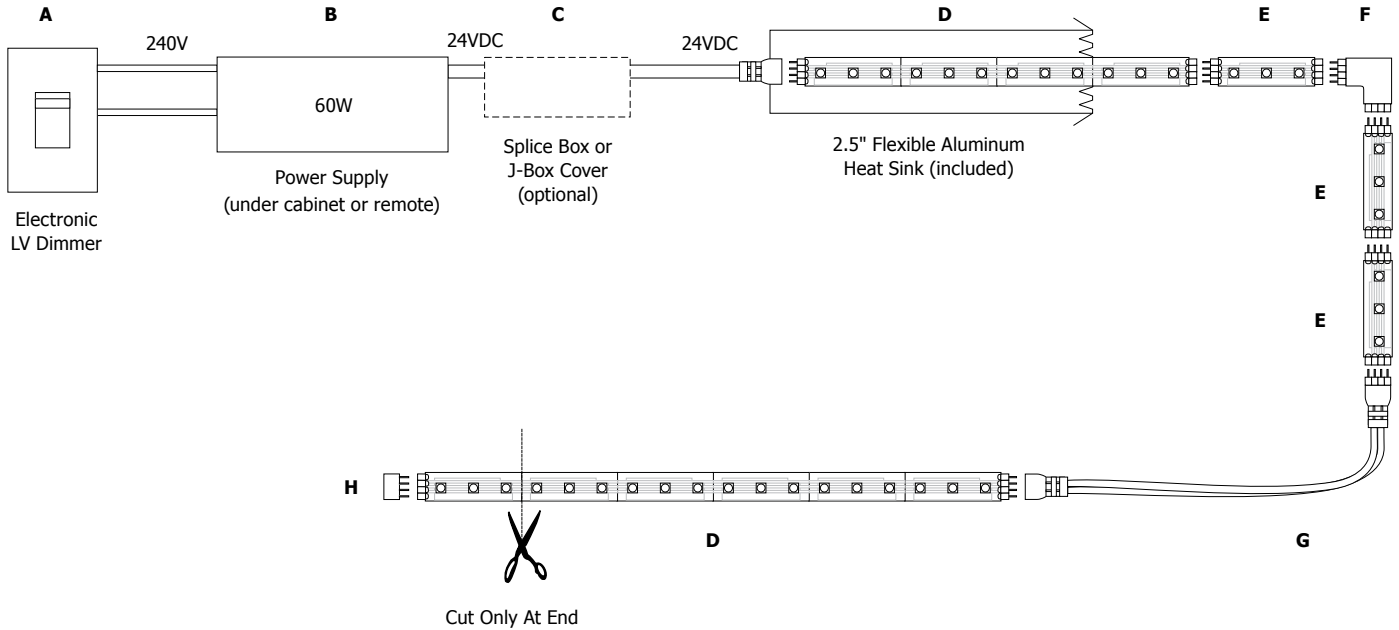 A
B
C
D
E
F
240V
24VDC
24VDC
60W
Electronic
LV Dimmer
Power Supply
(under cabinet or remote)
Splice Box or
J-Box Cover
(optional)
2.5" Flexible Aluminum
Heat Sink (included)
E
E
H
D
G
Cut Only At End